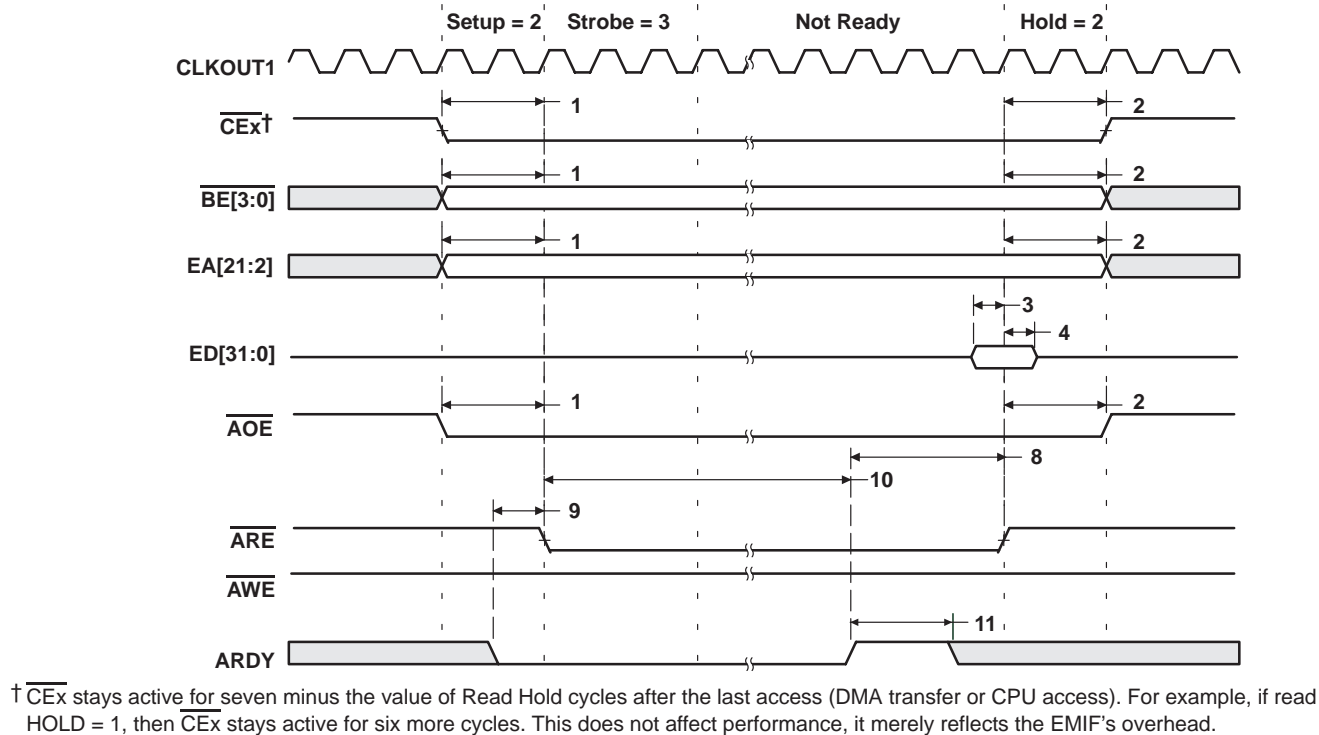 Setup = 2 Strobe = 3 Not Ready Hold = 2
CLKOUT1
1 2
CEx†
1 2
BE[3:0]
1 2
EA[21:2]
3
4
ED[31:0]
1 2
AOE
8
10
9
ARE
AWE
11
ARDY
† CEx stays active for seven minus the value of Read Hold cycles after the last access (DMA transfer or CPU access). For example, if read
HOLD = 1, then CEx stays active for six more cycles. This does not affect performance, it merely reflects the EMIF's overhead.